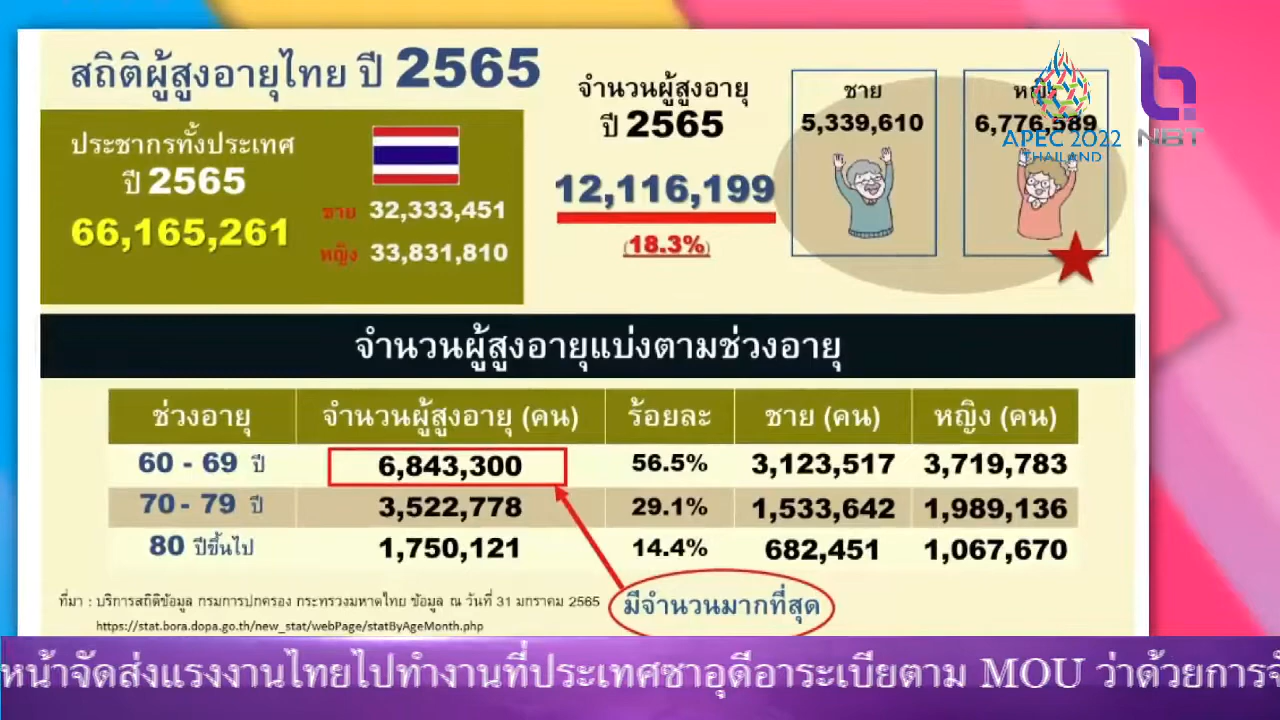 สถิติผู้สูงอายุไทย ปี 2565
ประชากรทั้งประเทศ
ปี 2565
66,165,261
ชาย 32,333,451
หญิง 33,831,810
จำนวนผู้สูงอายุ
ปี 2565
12,116,199
(18.3%)
ชาย
5,339,610
หญิง
6,776,589
APEC 2022
THAILAND
NBT
จำนวนผู้สูงอายุแบ่งตามช่วงอายุ
ช่วงอายุ จำนวนผู้สูงอายุ (คน) ร้อยละ ชาย (คน) หญิง (คน)
60 - 69 ปี 6,843,300 56.5% 3,123,517 3,719,783
70 - 79 ปี 3,522,778 29.1% 1,533,642 1,989,136
80 ปีขึ้นไป 1,750,121 14.4% 682,451 1,067,670
มีจำนวนมากที่สุด
ที่มา : บริการสถิติข้อมูล กรมการปกครอง กระทรวงมหาดไทย ข้อมูล ณ วันที่ 31 มกราคม 2565
https://stat.bora.dopa.go.th/new_stat/webPage/statByAgeMonth.php
หน้าจัดส่งแรงงานไทยไปทำงานที่ประเทศซาอุดีอาระเบียตาม MOU ว่าด้วยการ